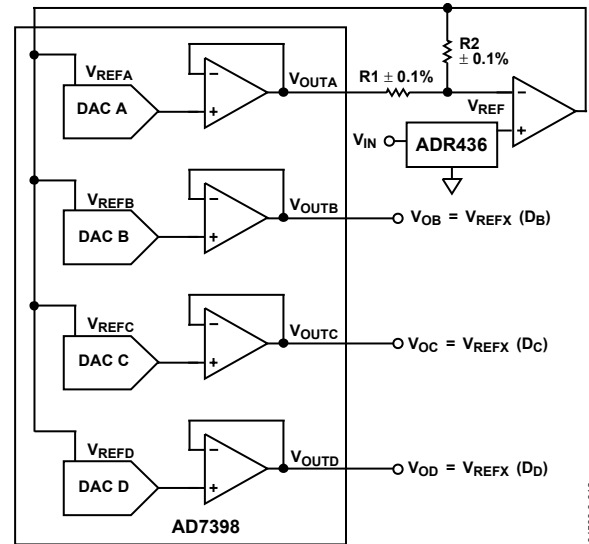 R2
± 0.1%
R1 ± 0.1%
VREFA
VOUTA
DAC A
−
+
VREF
−
+
VIN
ADR436
VREFB
VOUTB
DAC B
−
+
VOB = VREFX (DB)
VREFC
VOUTC
DAC C
−
+
VOC = VREFX (DC)
VREFD
VOUTD
DAC D
−
+
VOD = VREFX (DD)
AD7398